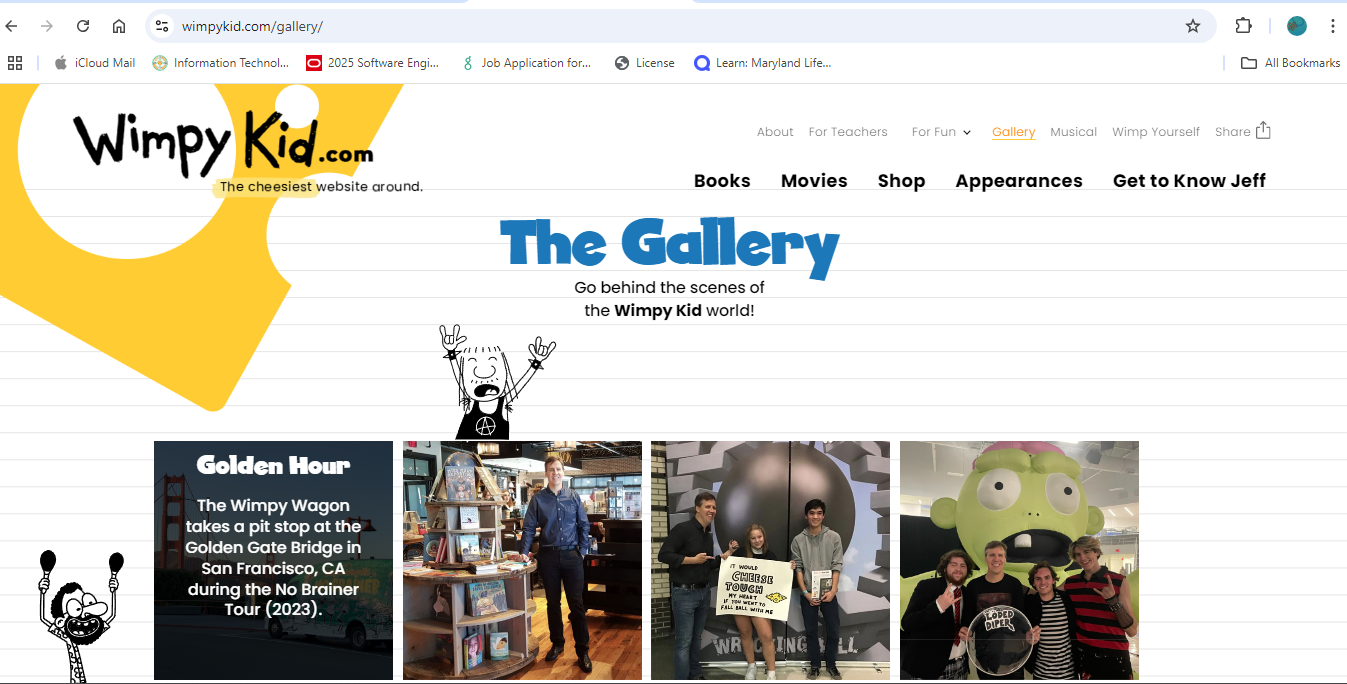 wimpykid.com/gallery/
iCloud Mail
Information Technol...
2025 Software Engi...
Job Application for...
License
Learn: Maryland Life...
All Bookmarks
Wimpy Kid.com
The cheesiest website around.
About
For Teachers
For Fun
Gallery
Musical
Wimp Yourself
Share
Books
Movies
Shop
Appearances
Get to Know Jeff
The Gallery
Go behind the scenes of
the Wimpy Kid world!
Golden Hour
The Wimpy Wagon
takes a pit stop at the
Golden Gate Bridge in
San Francisco, CA
during the No Brainer
Tour (2023).
IT WOULD
CHEESE
TOUCH
MY HEART
IF YOU WENT TO
FALL BALL WITH ME
WRECKING BALL
LÖDED
DIPER